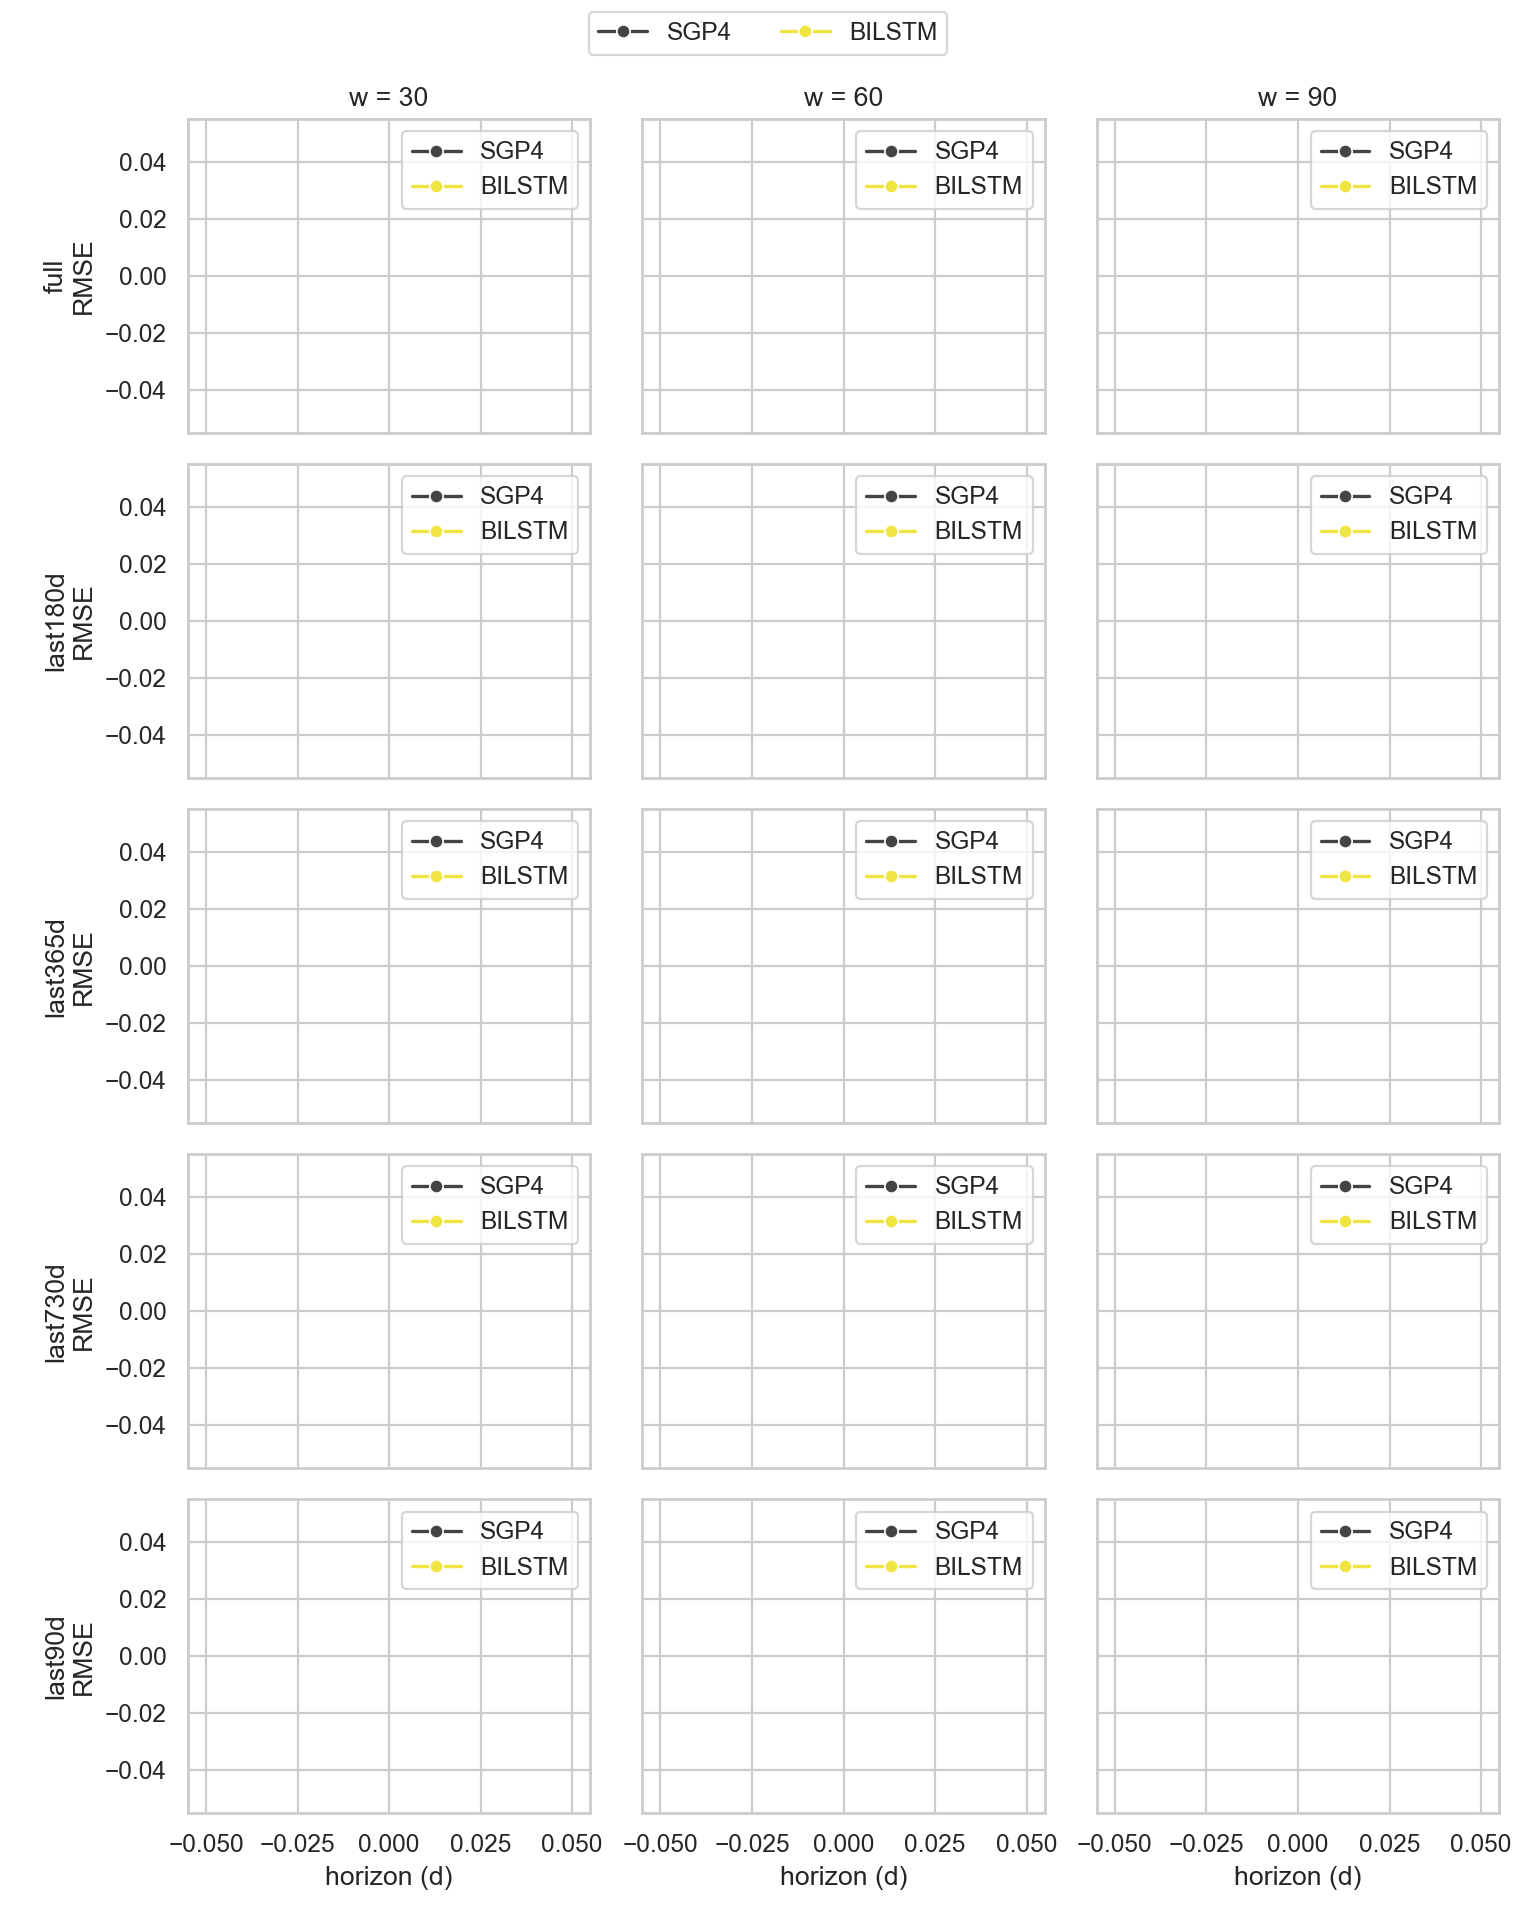 SGP4 BILSTM
w = 30 w = 60 w = 90
SGP4 SGP4 SGP4
BILSTM BILSTM BILSTM
0.04
0.02
0.00
−0.02
−0.04
full
RMSE
SGP4 SGP4 SGP4
BILSTM BILSTM BILSTM
0.04
0.02
0.00
−0.02
−0.04
last180d
RMSE
SGP4 SGP4 SGP4
BILSTM BILSTM BILSTM
0.04
0.02
0.00
−0.02
−0.04
last365d
RMSE
SGP4 SGP4 SGP4
BILSTM BILSTM BILSTM
0.04
0.02
0.00
−0.02
−0.04
last730d
RMSE
SGP4 SGP4 SGP4
BILSTM BILSTM BILSTM
0.04
0.02
0.00
−0.02
−0.04
last90d
RMSE
−0.050 −0.025 0.000 0.025 0.050 −0.050 −0.025 0.000 0.025 0.050 −0.050 −0.025 0.000 0.025 0.050
horizon (d) horizon (d) horizon (d)